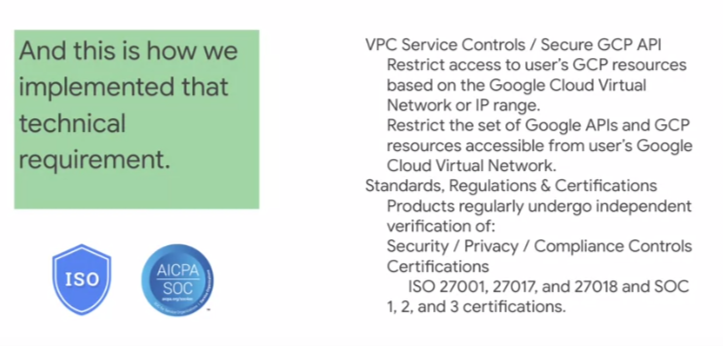 And this is how we
implemented that
technical
requirement.
ISO
AICPA
SOC
VPC Service Controls / Secure GCP API
Restrict access to user's GCP resources
based on the Google Cloud Virtual
Network or IP range.
Restrict the set of Google APIs and GCP
resources accessible from user's Google
Cloud Virtual Network.
Standards, Regulations & Certifications
Products regularly undergo independent
verification of:
Security / Privacy / Compliance Controls
Certifications
ISO 27001, 27017, and 27018 and SOC
1, 2, and 3 certifications.